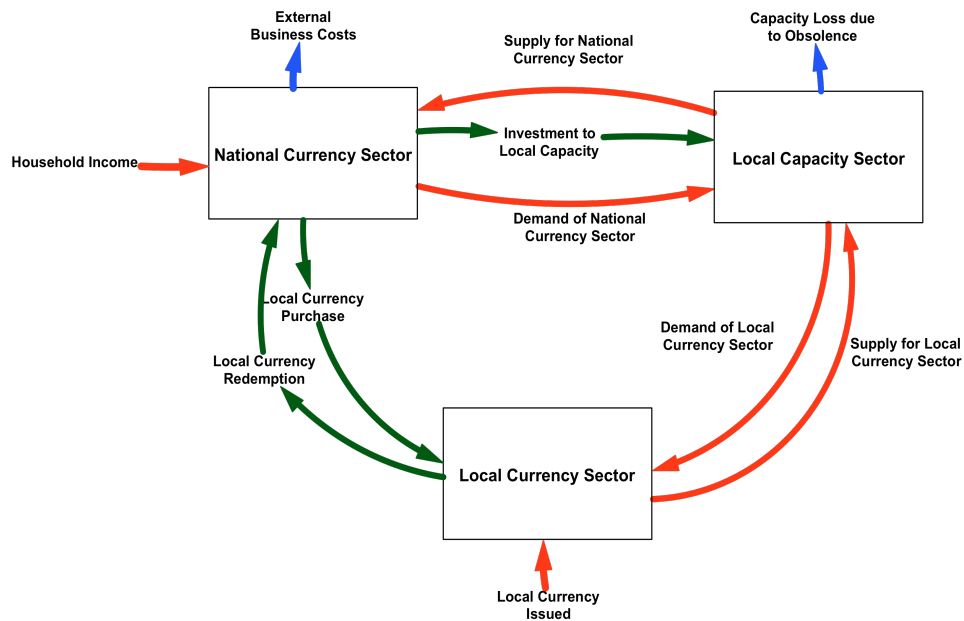 External
Business Costs
Capacity Loss due
to Obsolence
Supply for National
Currency Sector
Household Income
National Currency Sector
Investment to
Local Capacity
Local Capacity Sector
Demand of National
Currency Sector
Local Currency
Purchase
Local Currency
Redemption
Demand of Local
Currency Sector
Supply for Local
Currency Sector
Local Currency Sector
Local Currency
Issued